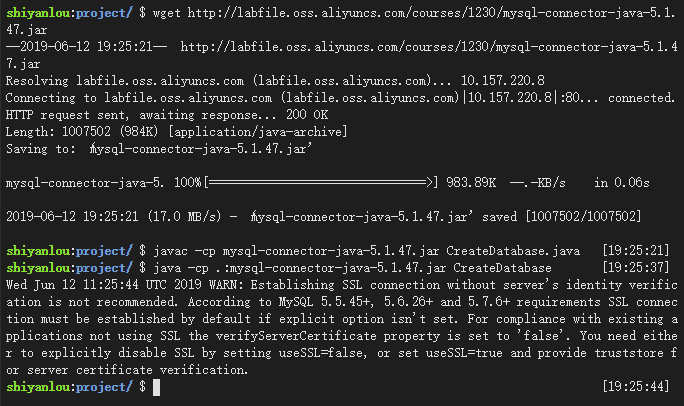 shiyanlou:project/ $ wget http://labfile.oss.aliyuncs.com/courses/1230/mysql-connector-java-5.1.
47.jar
--2019-06-12 19:25:21--  http://labfile.oss.aliyuncs.com/courses/1230/mysql-connector-java-5.1.4
7.jar
Resolving labfile.oss.aliyuncs.com (labfile.oss.aliyuncs.com)... 10.157.220.8
Connecting to labfile.oss.aliyuncs.com (labfile.oss.aliyuncs.com)|10.157.220.8|:80... connected.
HTTP request sent, awaiting response... 200 OK
Length: 1007502 (984K) [application/java-archive]
Saving to: ‘mysql-connector-java-5.1.47.jar’
mysql-connector-java-5. 100%[===============================>] 983.89K  --.-KB/s    in 0.06s
2019-06-12 19:25:21 (17.0 MB/s) - ‘mysql-connector-java-5.1.47.jar’ saved [1007502/1007502]
shiyanlou:project/ $ javac -cp mysql-connector-java-5.1.47.jar CreateDatabase.java   [19:25:21]
shiyanlou:project/ $ java -cp .:mysql-connector-java-5.1.47.jar CreateDatabase       [19:25:37]
Wed Jun 12 11:25:44 UTC 2019 WARN: Establishing SSL connection without server's identity verific
ation is not recommended. According to MySQL 5.5.45+, 5.6.26+ and 5.7.6+ requirements SSL connec
tion must be established by default if explicit option isn't set. For compliance with existing a
pplications not using SSL the verifyServerCertificate property is set to 'false'. You need eithe
r to explicitly disable SSL by setting useSSL=false, or set useSSL=true and provide truststore f
or server certificate verification.
shiyanlou:project/ $                                                                 [19:25:44]